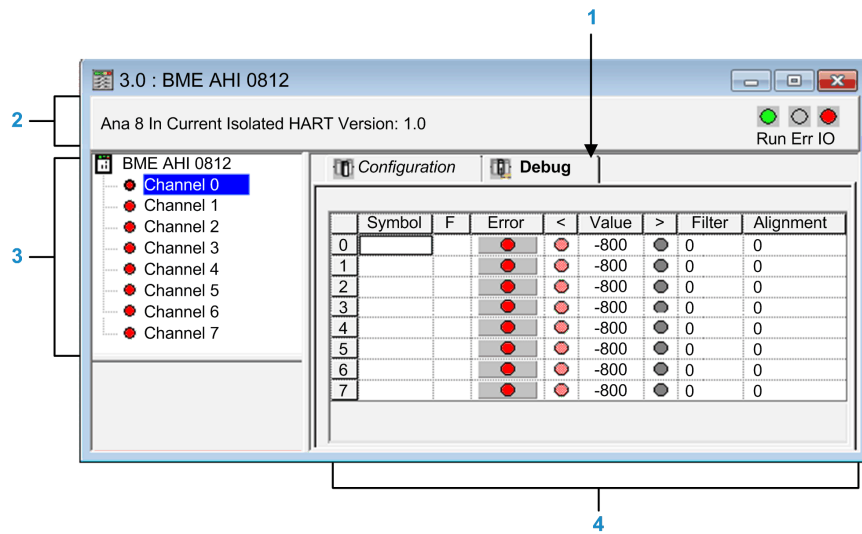 1
3.0 : BME AHI 0812
2
Ana 8 In Current Isolated HART Version: 1.0
Run Err IO
3
BME AHI 0812
Channel 0
Channel 1
Channel 2
Channel 3
Channel 4
Channel 5
Channel 6
Channel 7
Configuration Debug
Symbol F Error < Value > Filter Alignment
0 -800 0 0
1 -800 0 0
2 -800 0 0
3 -800 0 0
4 -800 0 0
5 -800 0 0
6 -800 0 0
7 -800 0 0
4